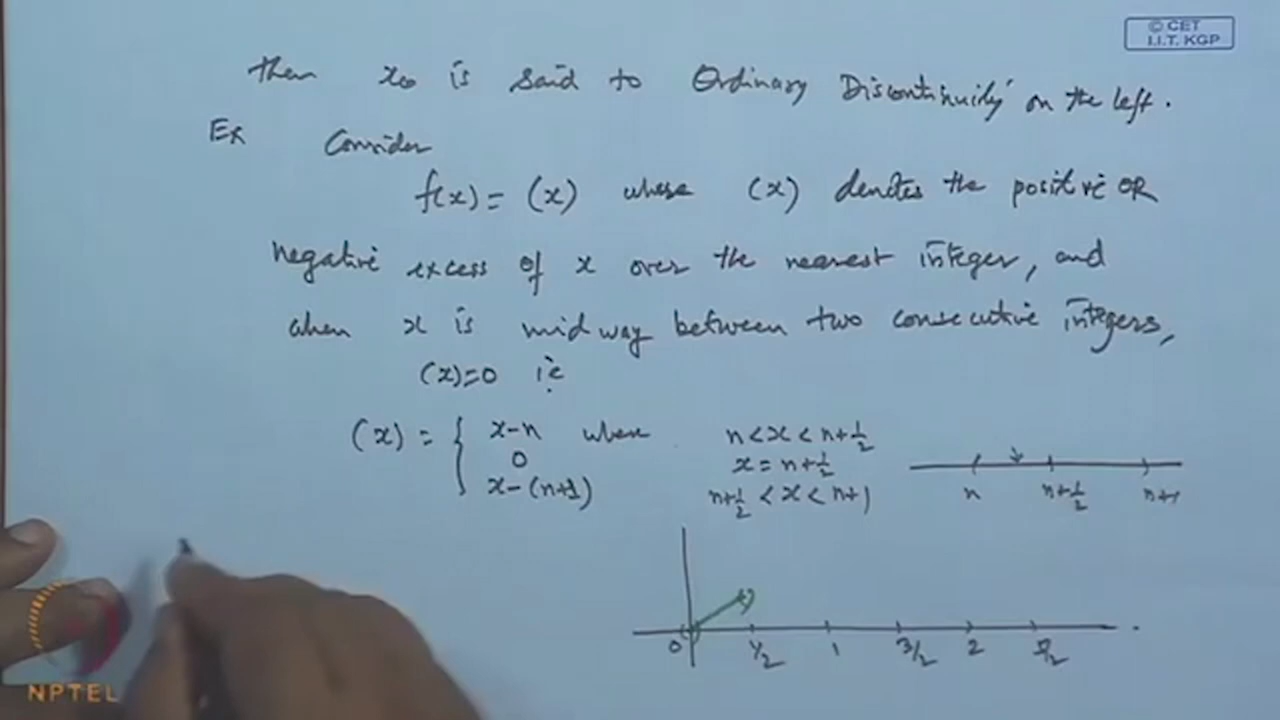 © CET
I.I.T. KGP
then x₀ is said to Ordinary Discontinuity on the left.
Ex Consider
f(x) = (x) where (x) denotes the positive OR
negative excess of x over the nearest integer, and
when x is midway between two consecutive integers,
(x)=0 ie
(x) = { x-n where n < x < n+1/2
0 x = n+1/2
x-(n+1) n+1/2 < x < n+1
n n+1/2 n+1
0 1/2 1 3/2 2 5/2
NPTEL